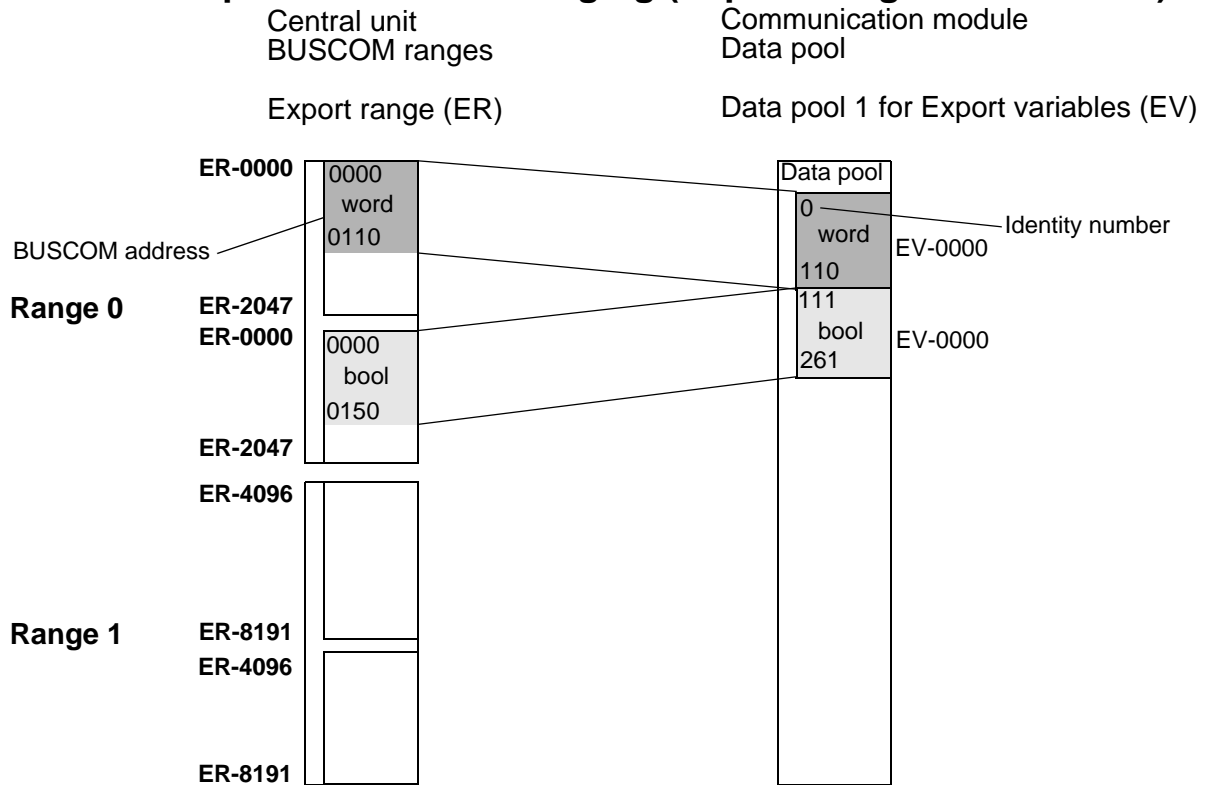 Central unit
BUSCOM ranges
Export range (ER)
Communication module
Data pool
Data pool 1 for Export variables (EV)
ER-0000
0000
word
0110
BUSCOM address
Range 0
ER-2047
ER-0000
0000
bool
0150
ER-2047
ER-4096
Range 1
ER-8191
ER-4096
ER-8191
Data pool
0
Identity number
word
EV-0000
110
111
bool
EV-0000
261